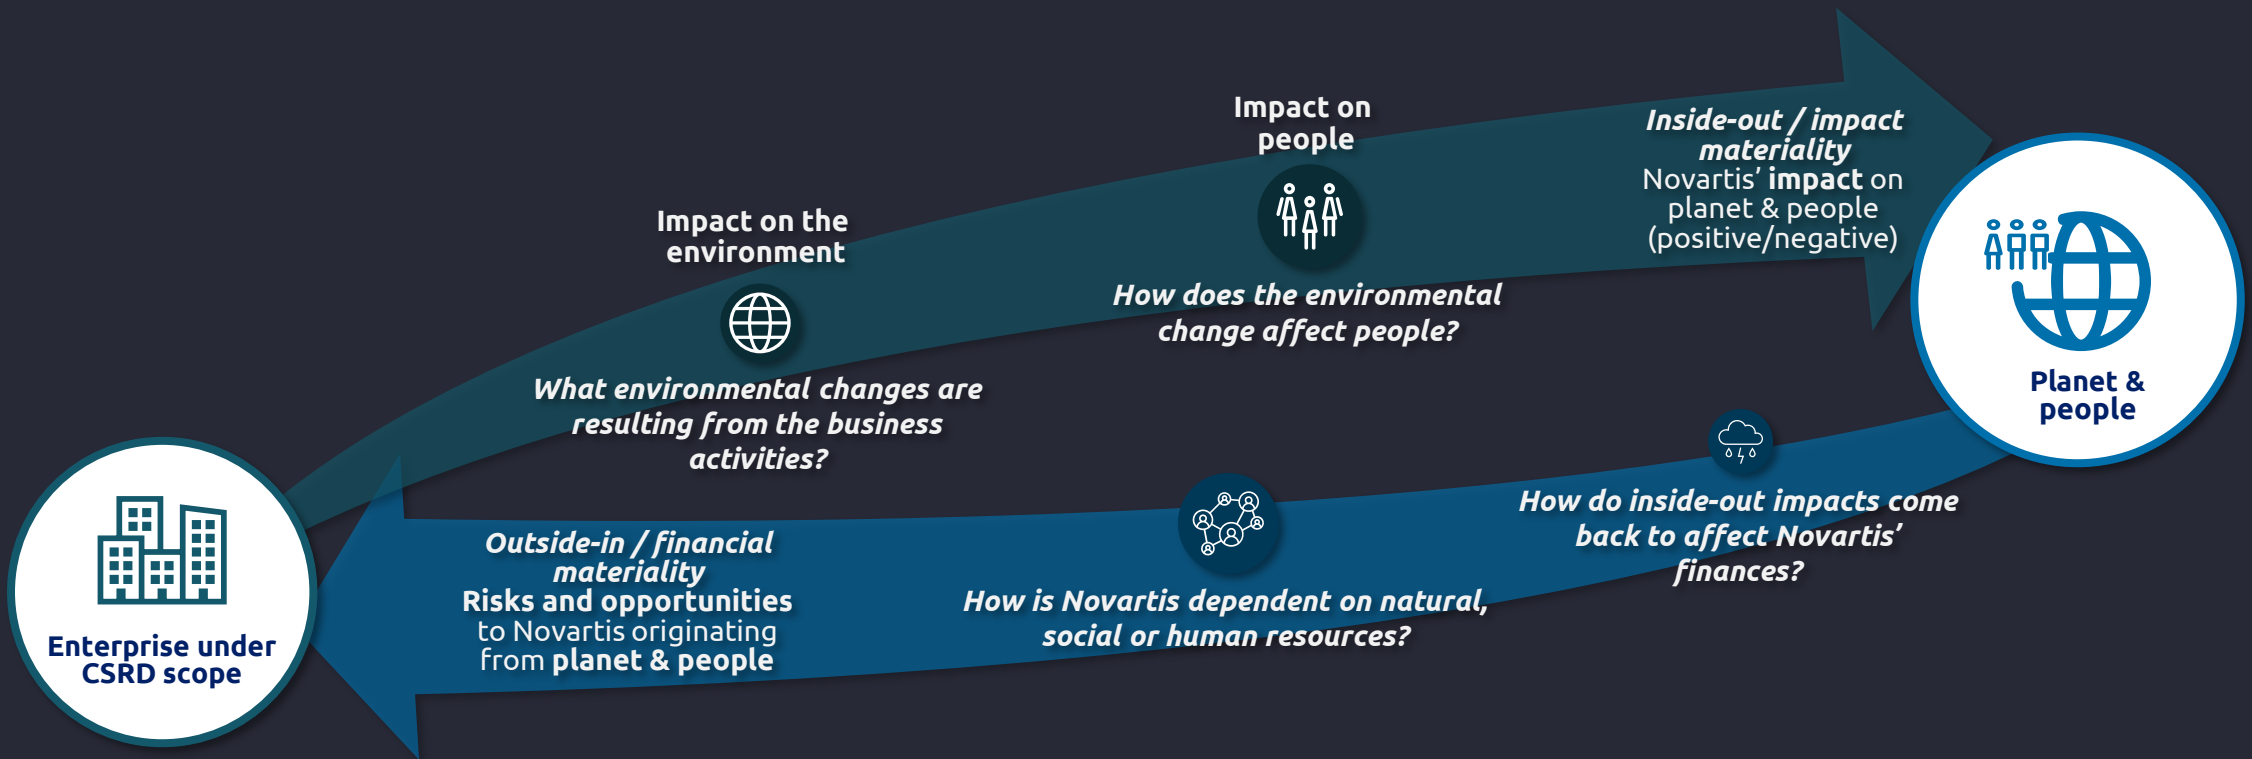 Impact on
people
Inside-out / impact
materiality
Novartis’ impact on
planet & people
(positive/negative)
Impact on the
environment
How does the environmental
change affect people?
What environmental changes are
resulting from the business
activities?
Planet &
people
How do inside-out impacts come
back to affect Novartis’
finances?
How is Novartis dependent on natural,
social or human resources?
Outside-in / financial
materiality
Risks and opportunities
to Novartis originating
from planet & people
Enterprise under
CSRD scope